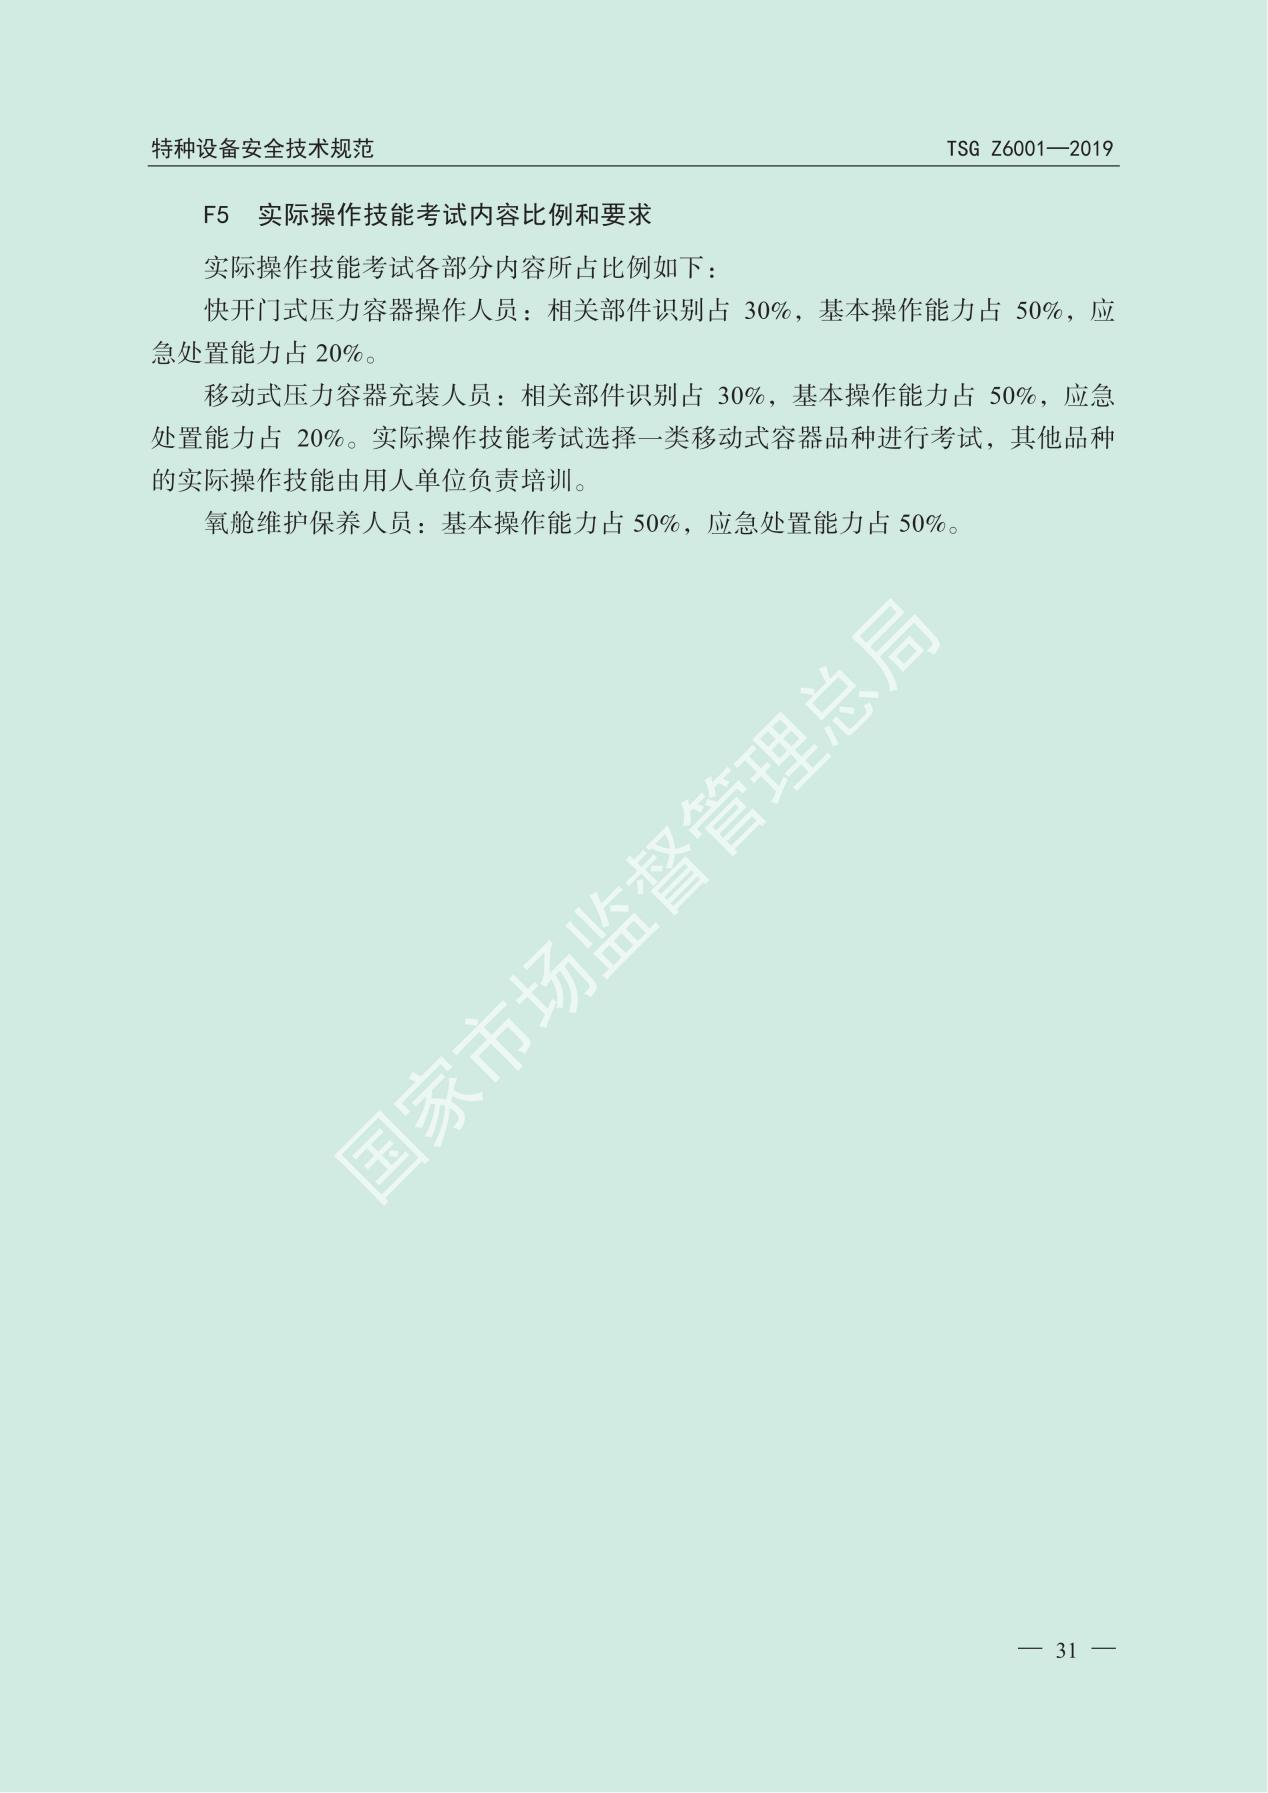 特种设备安全技术规范 TSG Z6001—2019
F5 实际操作技能考试内容比例和要求
实际操作技能考试各部分内容所占比例如下：
快开门式压力容器操作人员：相关部件识别占 30%，基本操作能力占 50%，应
急处置能力占 20%。
移动式压力容器充装人员：相关部件识别占 30%，基本操作能力占 50%，应急
处置能力占 20%。实际操作技能考试选择一类移动式容器品种进行考试，其他品种
的实际操作技能由用人单位负责培训。
氧舱维护保养人员：基本操作能力占 50%，应急处置能力占 50%。
国家市场监督管理总局
— 31 —